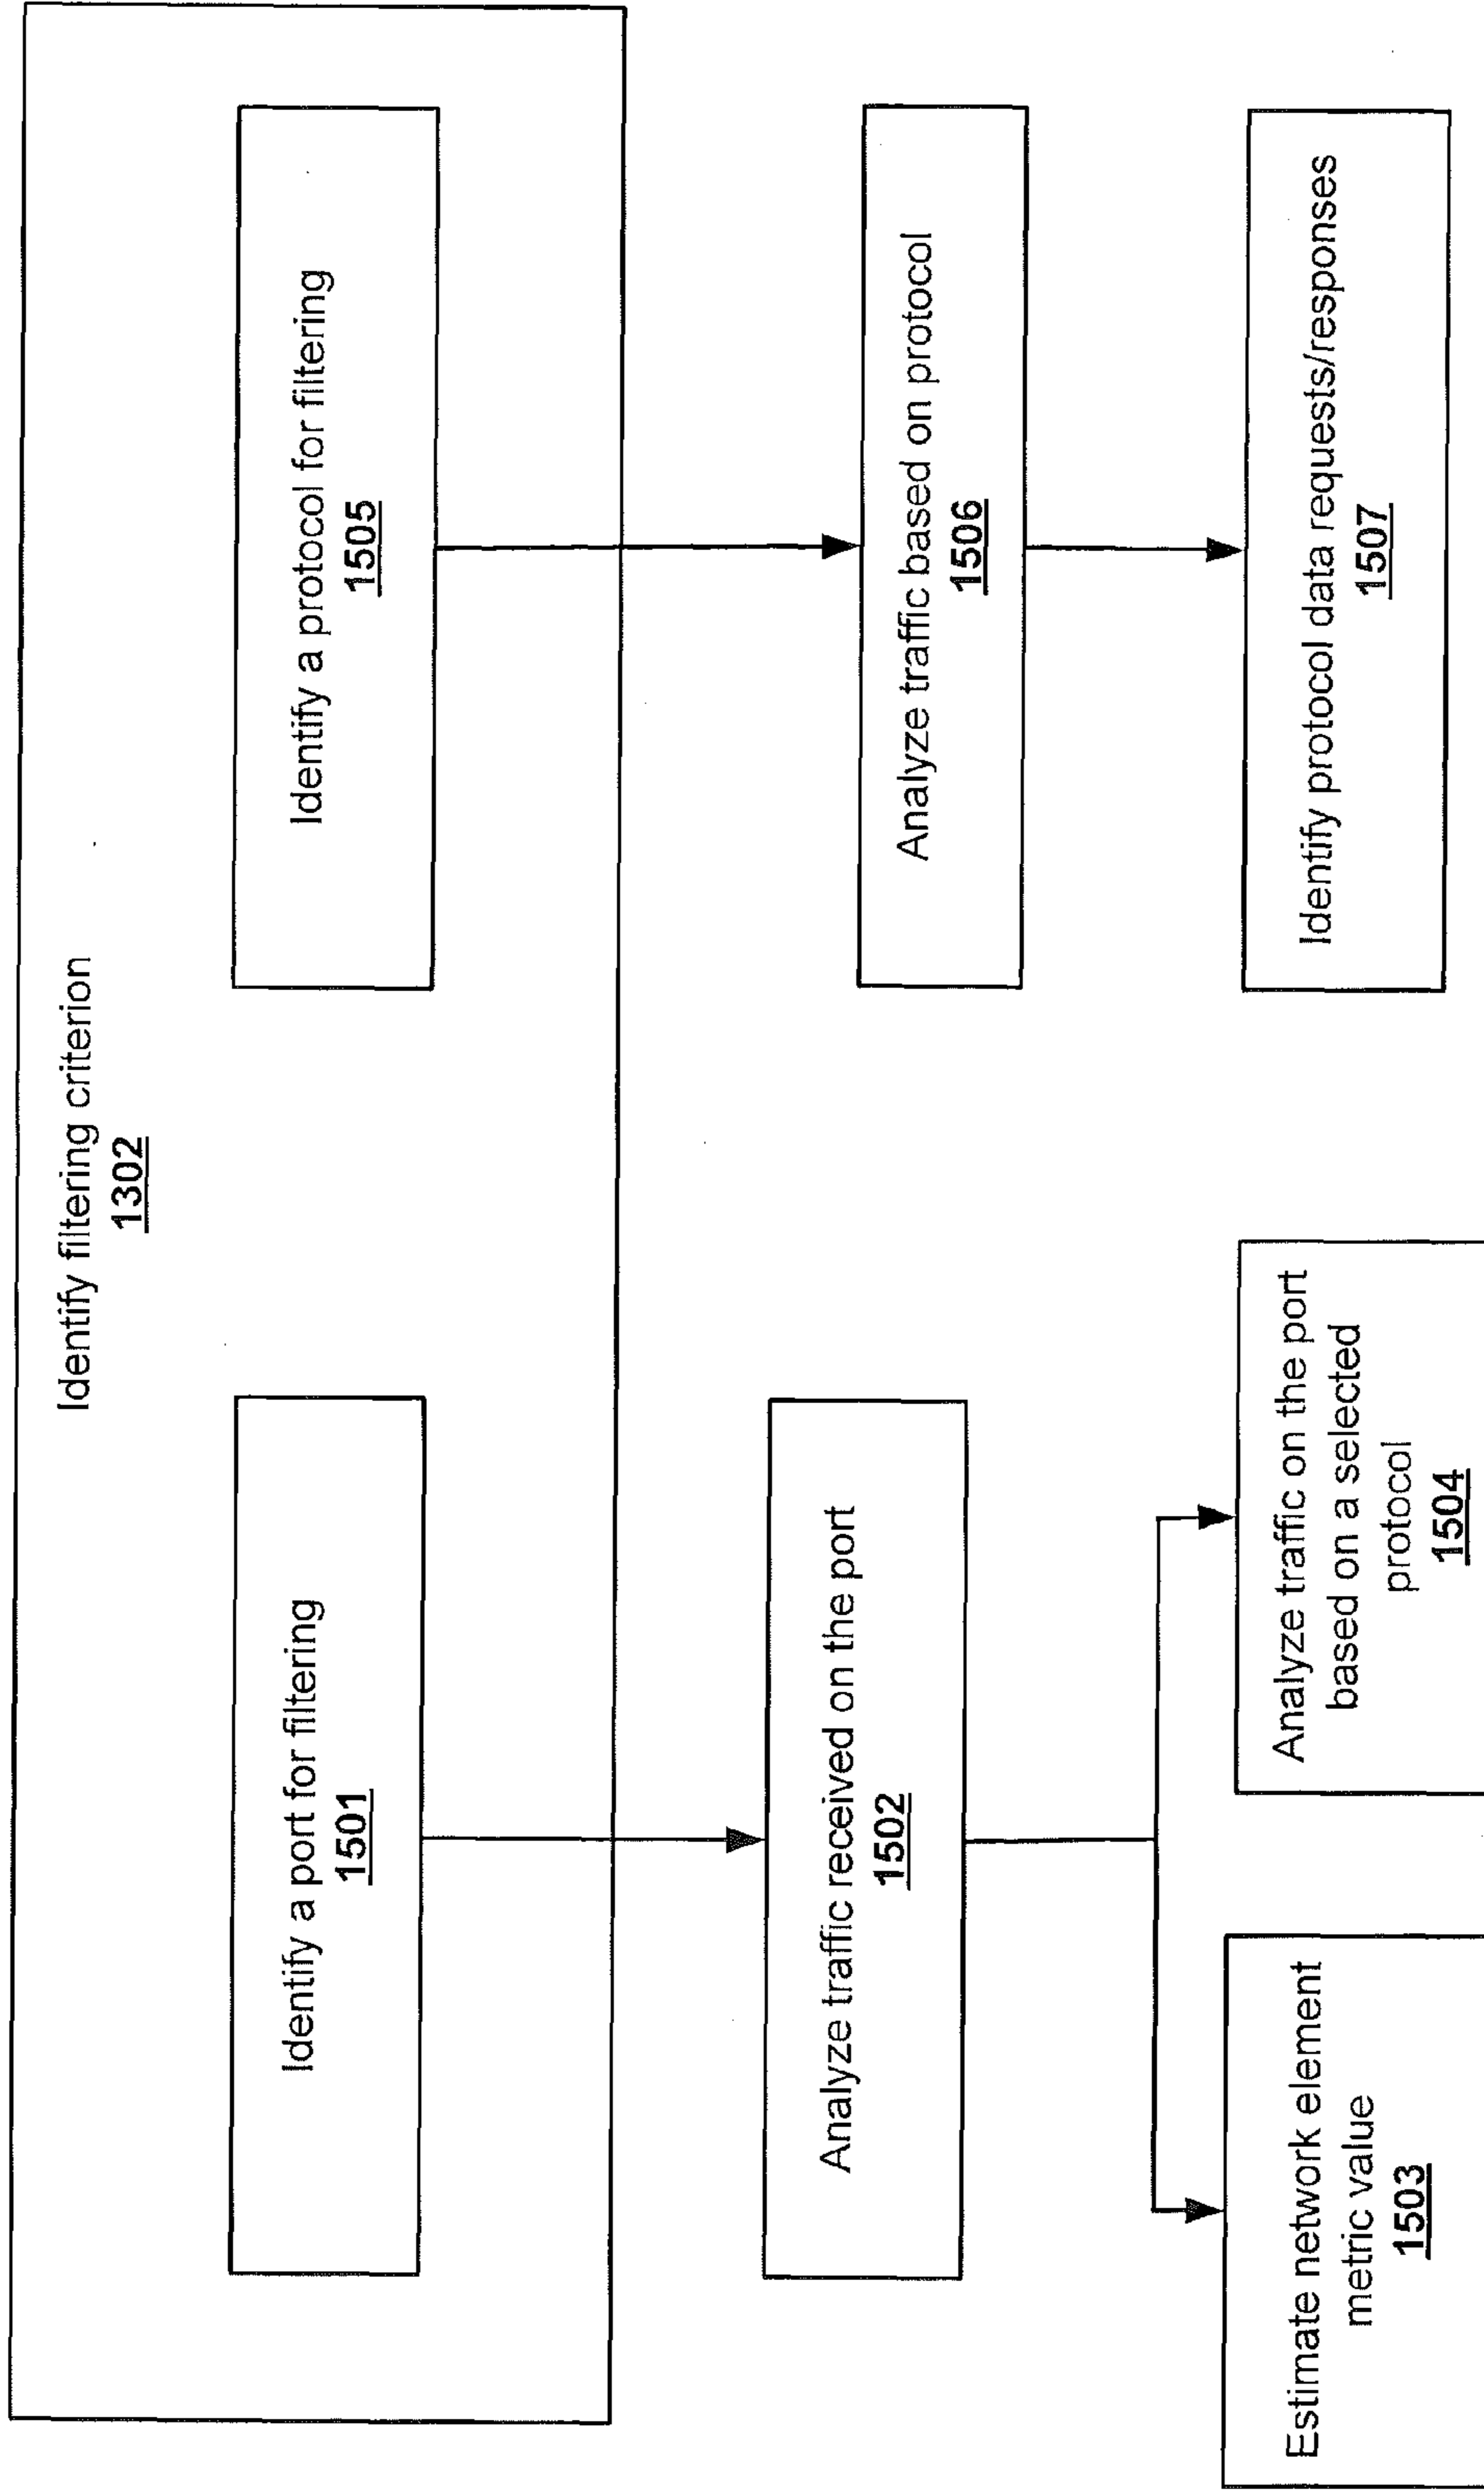 Identify filtering criterion
1302
Identify a port for filtering
1501
Identify a protocol for filtering
1505
Analyze traffic received on the port
1502
Analyze traffic based on protocol
1506
Estimate network element
metric value
1503
Analyze traffic on the port
based on a selected
protocol
1504
Identify protocol data requests/responses
1507